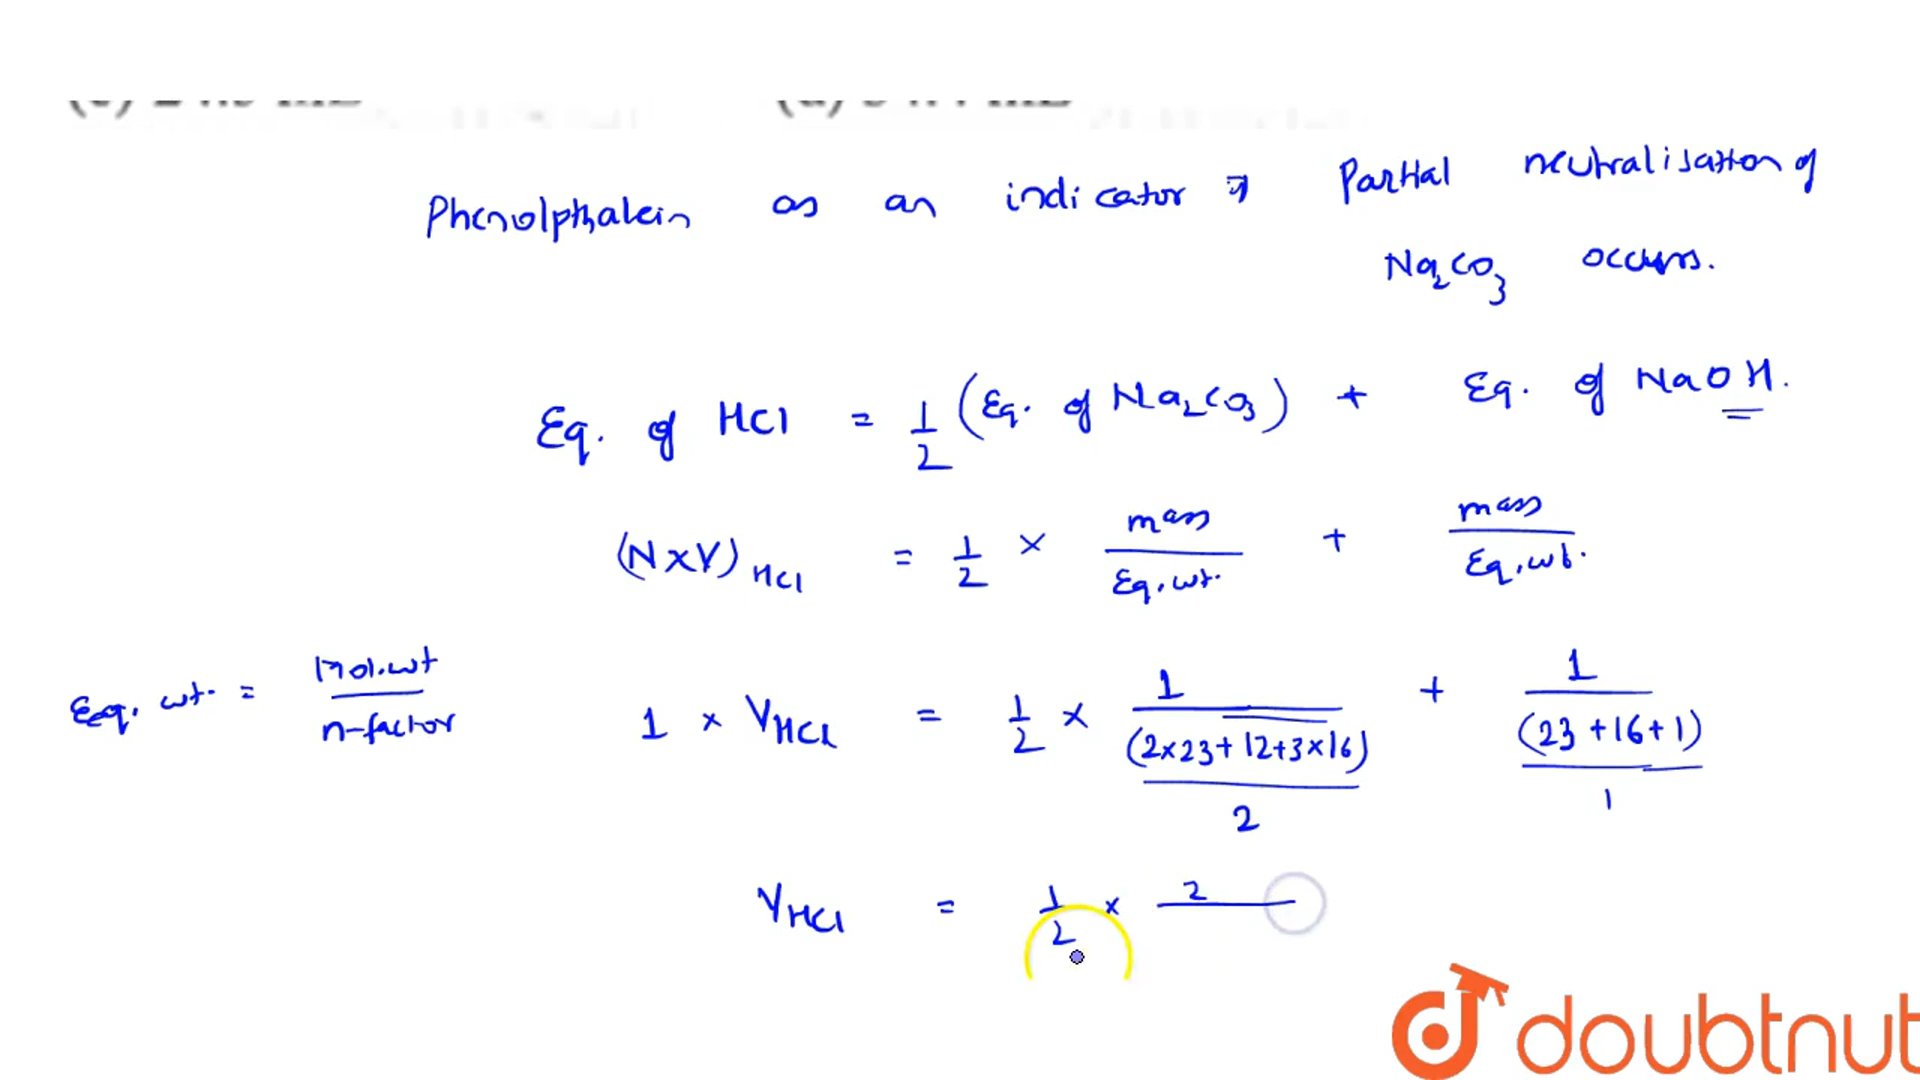 Phenolpthalein as an indicator ⇒ Partial neutralisation of
Na2CO3 occurs.
Eq. of HCl = 1/2 (Eq. of Na2CO3) + Eq. of NaOH.
(N×V)HCl = 1/2 × mass/Eq.wt. + mass/Eq.wt.
Eq. wt. = Mol.wt/n-factor
1 × VHCl = 1/2 × 1/((2×23+12+3×16)/2) + 1/((23+16+1)/1)
VHCl = 1/2 × 2
doubtnut